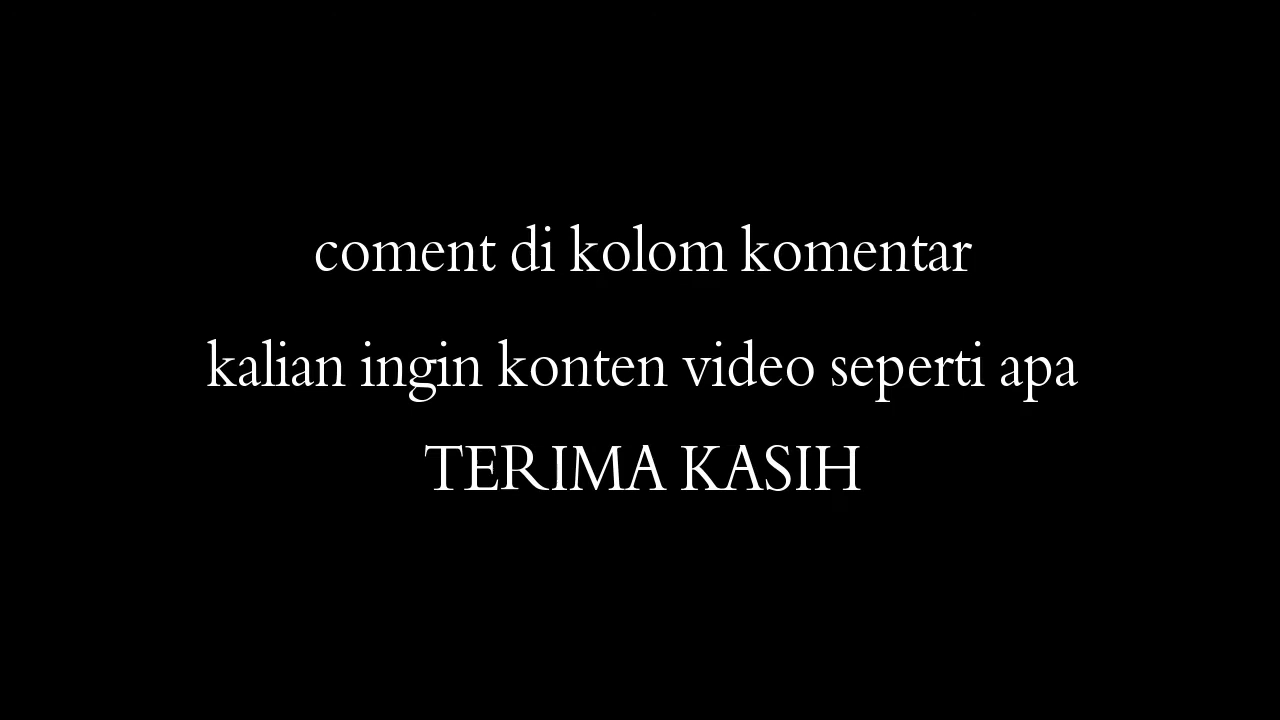 coment di kolom komentar
kalian ingin konten video seperti apa
TERIMA KASIH